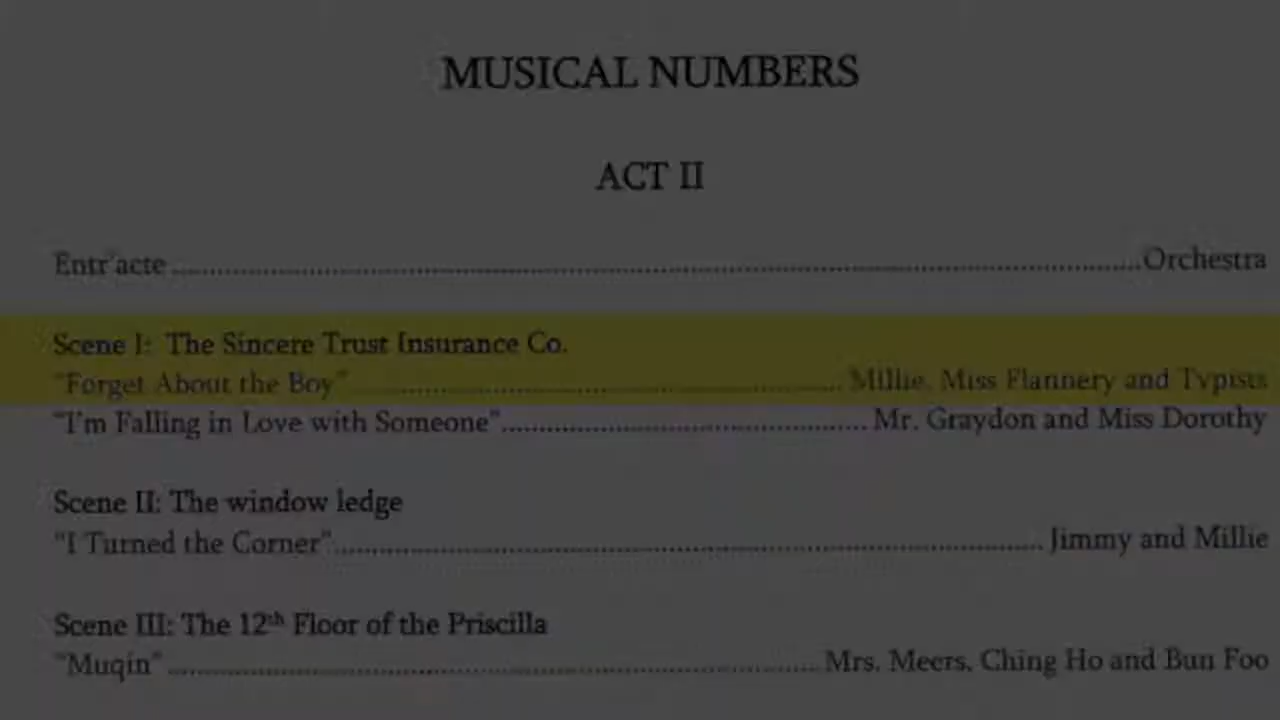 MUSICAL NUMBERS
ACT II
Entr'acte ........ Orchestra
Scene I: The Sincere Trust Insurance Co.
"Forget About the Boy" ........ Millie, Miss Flannery and Typists
"I'm Falling in Love with Someone" ........ Mr. Graydon and Miss Dorothy
Scene II: The window ledge
"I Turned the Corner" ........ Jimmy and Millie
Scene III: The 12th Floor of the Priscilla
"Muqin" ........ Mrs. Meers, Ching Ho and Bun Foo